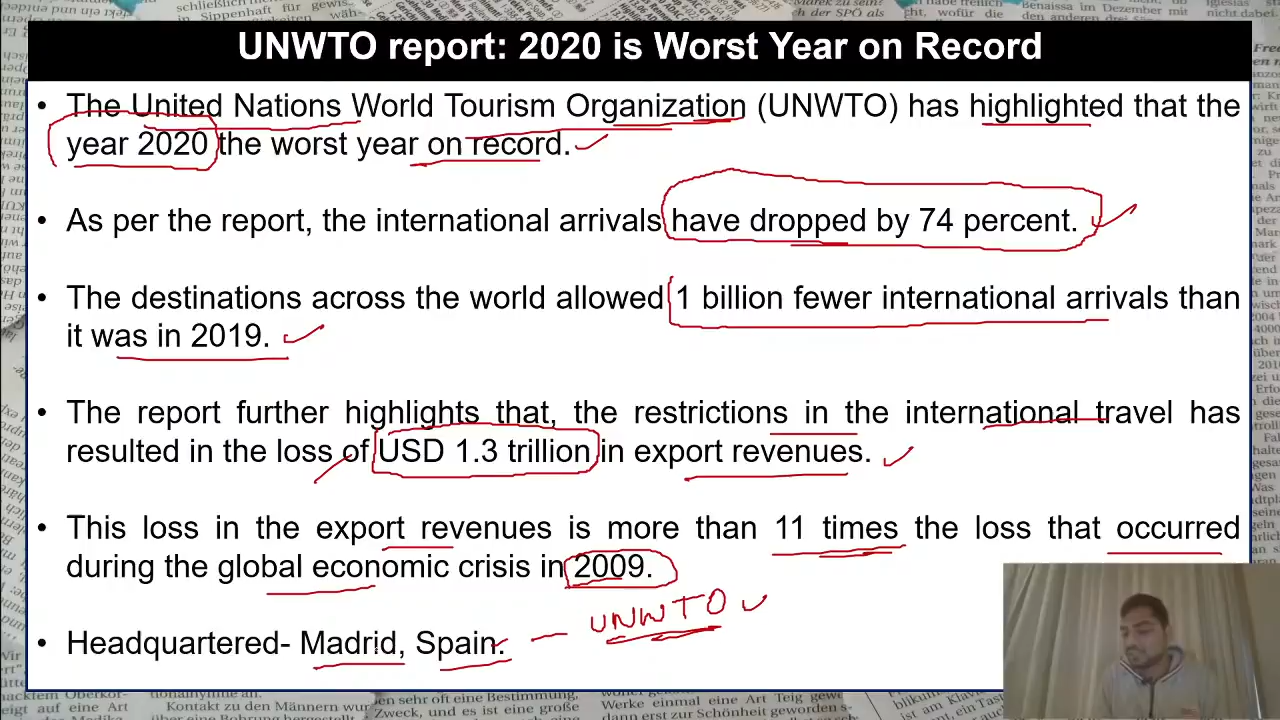 UNWTO report: 2020 is Worst Year on Record
• The United Nations World Tourism Organization (UNWTO) has highlighted that the
year 2020 the worst year on record.
• As per the report, the international arrivals have dropped by 74 percent.
• The destinations across the world allowed 1 billion fewer international arrivals than
it was in 2019.
• The report further highlights that, the restrictions in the international travel has
resulted in the loss of USD 1.3 trillion in export revenues.
• This loss in the export revenues is more than 11 times the loss that occurred
during the global economic crisis in 2009.
• Headquartered- Madrid, Spain. – UNWTO